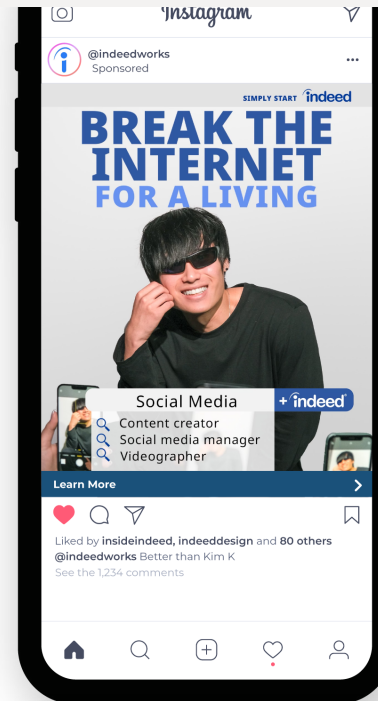 Instagram
@indeedworks
Sponsored
SIMPLY START indeed
BREAK THE
INTERNET
FOR A LIVING
Social Media
+ indeed
Content creator
Social media manager
Videographer
Learn More
Liked by insideindeed, indeeddesign and 80 others
@indeedworks Better than Kim K
See the 1,234 comments